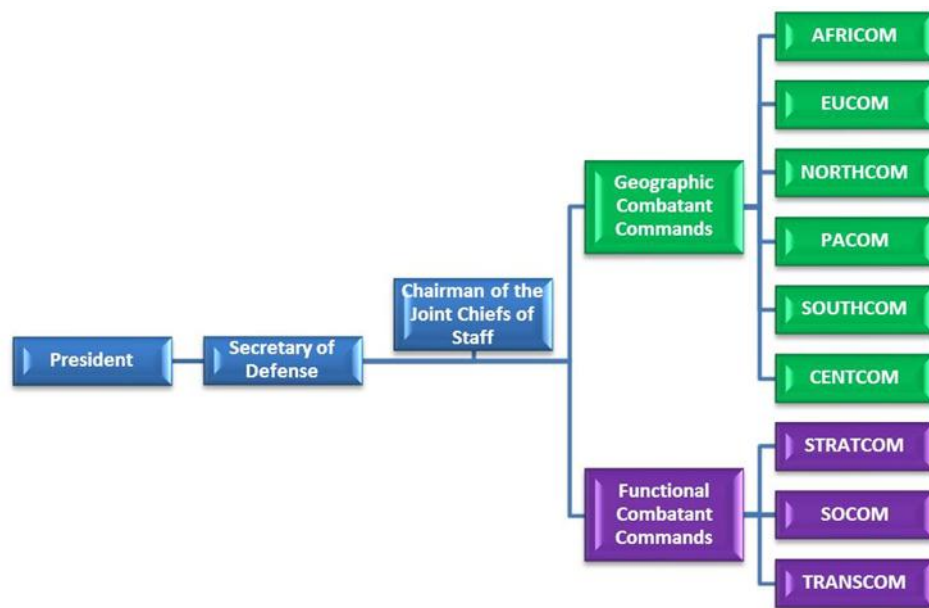 President
Secretary of
Defense
Chairman of the
Joint Chiefs of
Staff
Geographic
Combatant
Commands
AFRICOM
EUCOM
NORTHCOM
PACOM
SOUTHCOM
CENTCOM
Functional
Combatant
Commands
STRATCOM
SOCOM
TRANSCOM